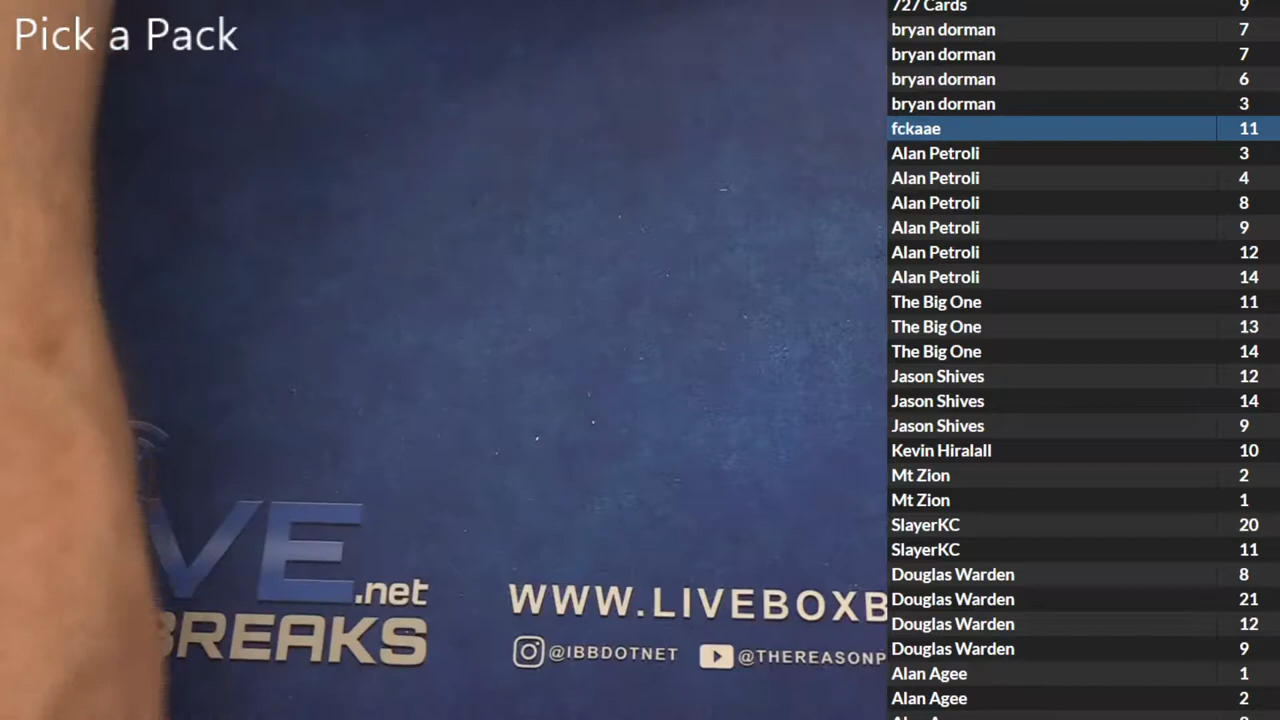 Pick a Pack
VE
.net
BREAKS
WWW.LIVEBOXB
@IBBDOTNET @THEREASONP
727 Cards 9
bryan dorman 7
bryan dorman 7
bryan dorman 6
bryan dorman 3
fckaae 11
Alan Petroli 3
Alan Petroli 4
Alan Petroli 8
Alan Petroli 9
Alan Petroli 12
Alan Petroli 14
The Big One 11
The Big One 13
The Big One 14
Jason Shives 12
Jason Shives 14
Jason Shives 9
Kevin Hiralall 10
Mt Zion 2
Mt Zion 1
SlayerKC 20
SlayerKC 11
Douglas Warden 8
Douglas Warden 21
Douglas Warden 12
Douglas Warden 9
Alan Agee 1
Alan Agee 2